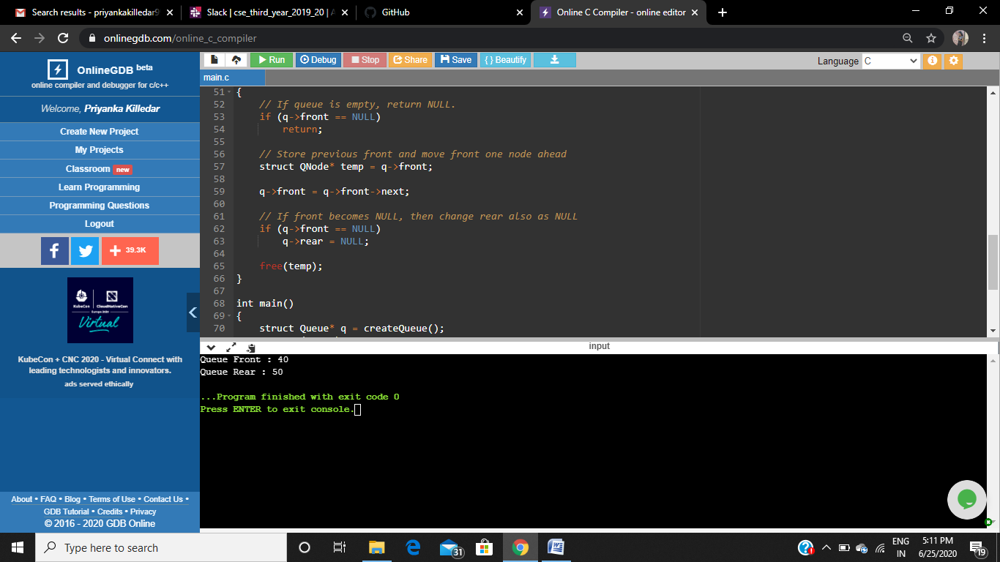 Search results - priyankakilledar9
Slack | cse_third_year_2019_20 | A
GitHub
Online C Compiler - online editor
onlinegdb.com/online_c_compiler
OnlineGDB beta
online compiler and debugger for c/c++
Welcome, Priyanka Killedar
Create New Project
My Projects
Classroom new
Learn Programming
Programming Questions
Logout
39.3K
KubeCon CloudNativeCon
Europe 2020
Virtual
KubeCon + CNC 2020 - Virtual Connect with
leading technologists and innovators.
ads served ethically
About • FAQ • Blog • Terms of Use • Contact Us •
GDB Tutorial • Credits • Privacy
© 2016 - 2020 GDB Online
Run Debug Stop Share Save { } Beautify
Language C
main.c
51 {
52 // If queue is empty, return NULL.
53 if (q->front == NULL)
54 return;
55
56 // Store previous front and move front one node ahead
57 struct QNode* temp = q->front;
58
59 q->front = q->front->next;
60
61 // If front becomes NULL, then change rear also as NULL
62 if (q->front == NULL)
63 q->rear = NULL;
64
65 free(temp);
66 }
67
68 int main()
69 {
70 struct Queue* q = createQueue();
input
Queue Front : 40
Queue Rear : 50
...Program finished with exit code 0
Press ENTER to exit console.
Type here to search
31
ENG
IN
5:11 PM
6/25/2020
19